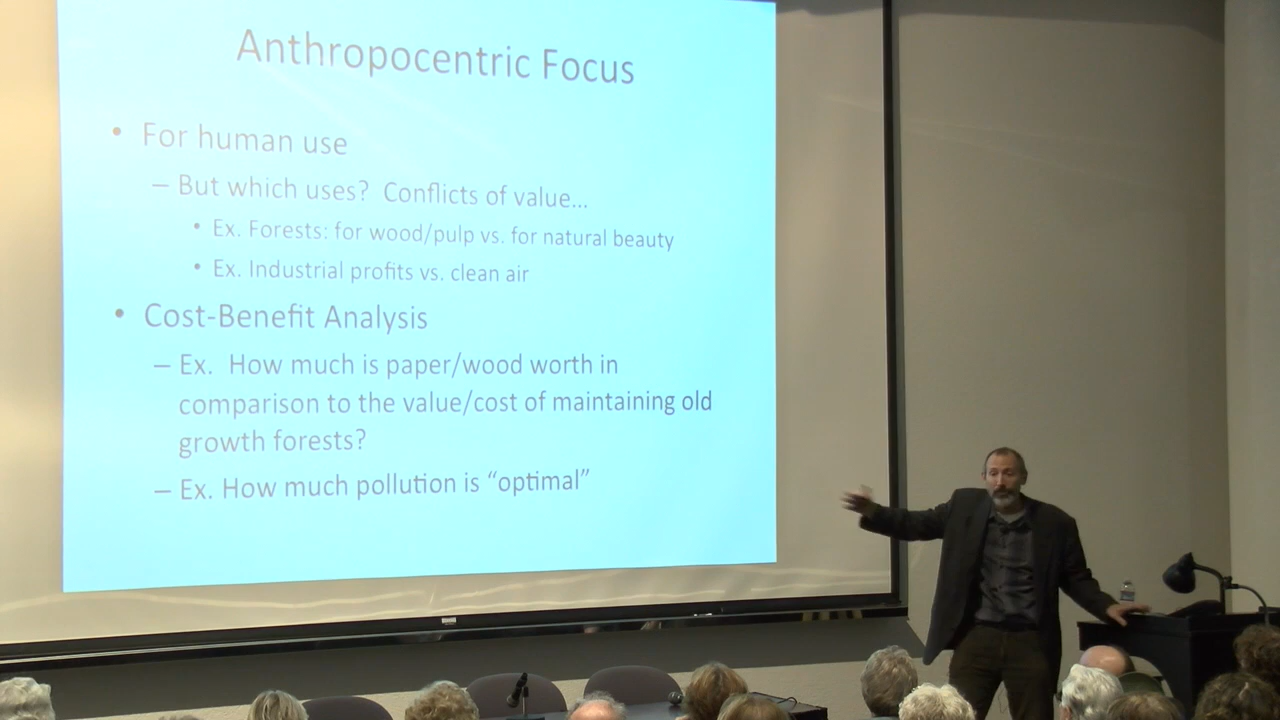 Anthropocentric Focus
• For human use
– But which uses?  Conflicts of value...
• Ex. Forests: for wood/pulp vs. for natural beauty
• Ex. Industrial profits vs. clean air
• Cost-Benefit Analysis
– Ex.  How much is paper/wood worth in
comparison to the value/cost of maintaining old
growth forests?
– Ex. How much pollution is “optimal”